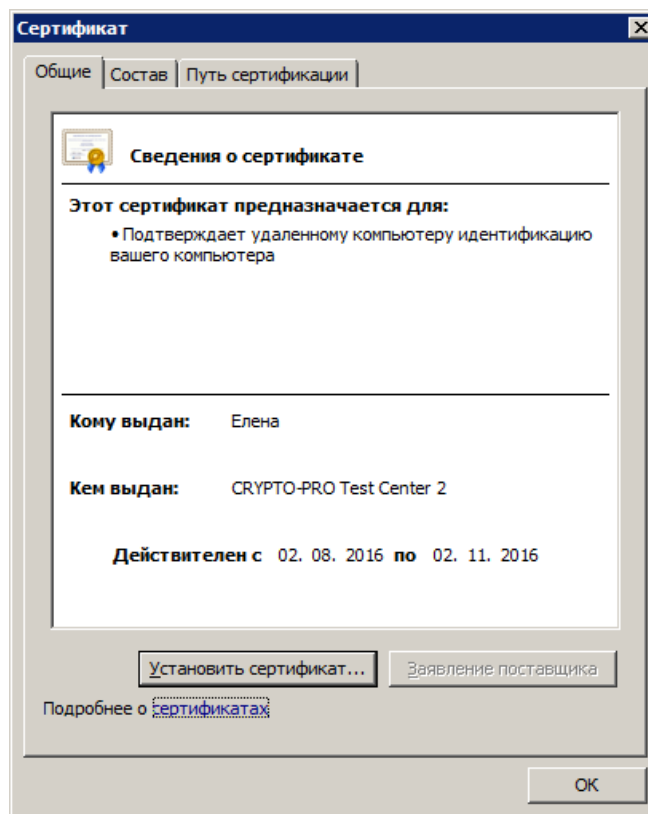 Сертификат
Общие Состав Путь сертификации
Сведения о сертификате
Этот сертификат предназначается для:
• Подтверждает удаленному компьютеру идентификацию
вашего компьютера
Кому выдан: Елена
Кем выдан: CRYPTO-PRO Test Center 2
Действителен с 02. 08. 2016 по 02. 11. 2016
Установить сертификат... Заявление поставщика
Подробнее о сертификатах
ОК